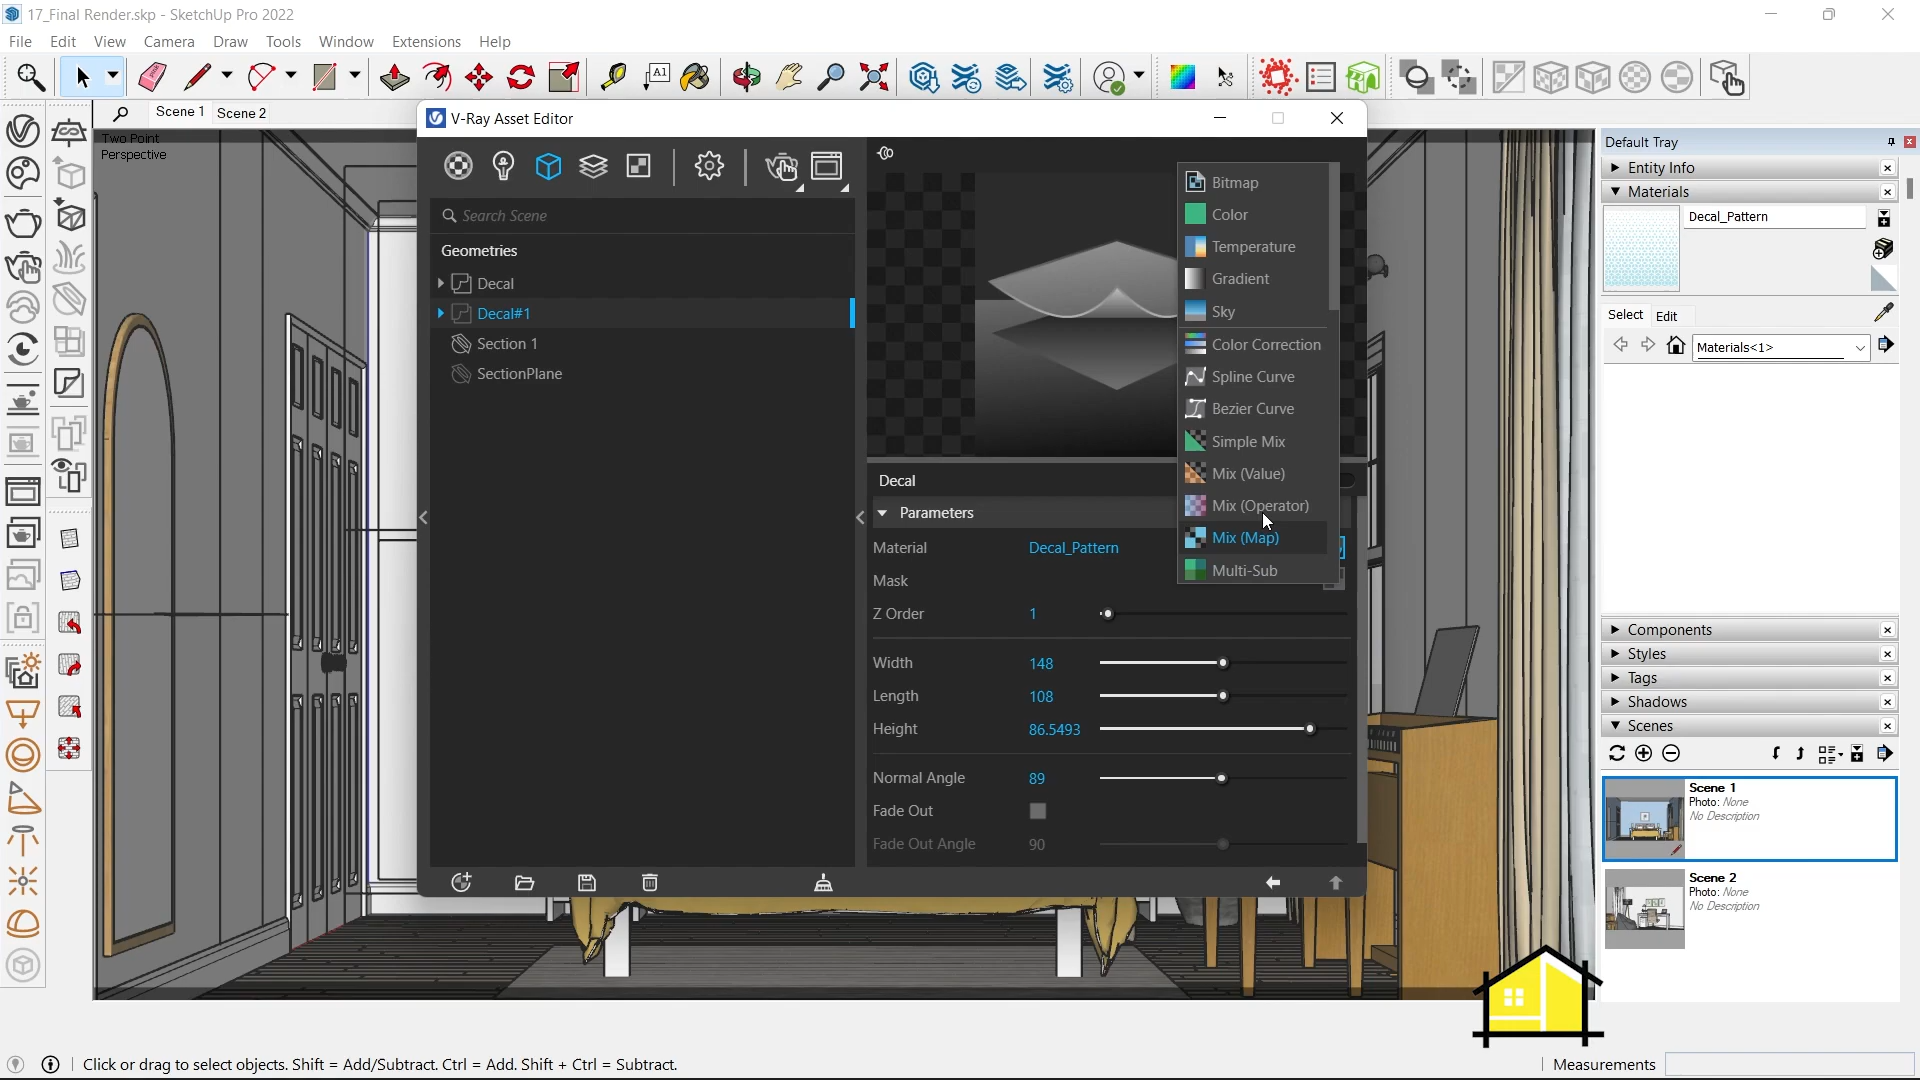 17_Final Render.skp - SketchUp Pro 2022
File Edit View Camera Draw Tools Window Extensions Help
A1
Scene 1 Scene 2
Two Point
Perspective
V-Ray Asset Editor
Search Scene
Geometries
Decal
Decal#1
Section 1
SectionPlane
Bitmap
Color
Temperature
Gradient
Sky
Color Correction
Spline Curve
Bezier Curve
Simple Mix
Mix (Value)
Mix (Operator)
Mix (Map)
Multi-Sub
Decal
Parameters
Material Decal_Pattern
Mask
Z Order 1
Width 148
Length 108
Height 86.5493
Normal Angle 89
Fade Out
Fade Out Angle 90
Default Tray
Entity Info
Materials
Decal_Pattern
Select Edit
Materials<1>
Components
Styles
Tags
Shadows
Scenes
Scene 1
Photo: None
No Description
Scene 2
Photo: None
No Description
Click or drag to select objects. Shift = Add/Subtract. Ctrl = Add. Shift + Ctrl = Subtract.
Measurements